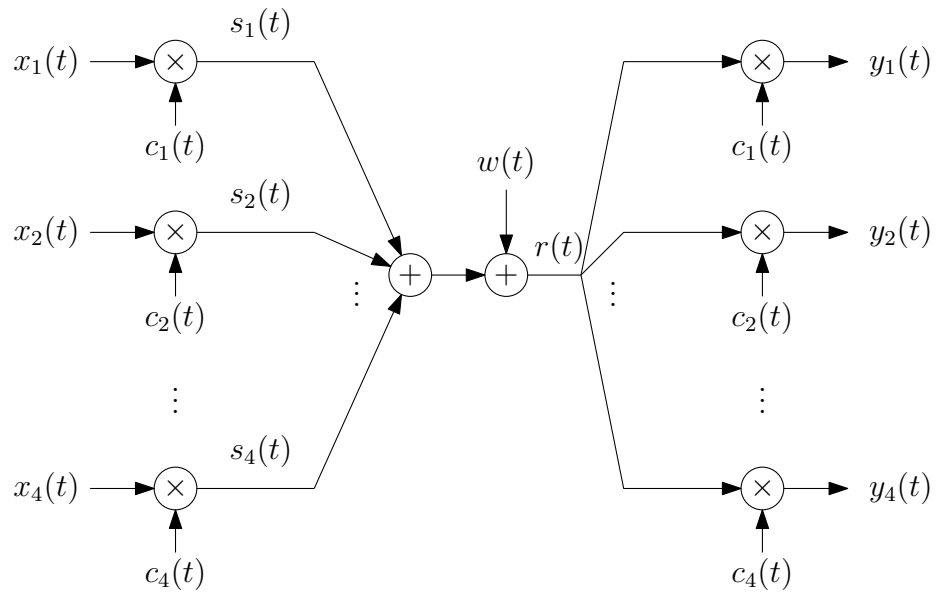 s₁(t)
x₁(t) × × y₁(t)
c₁(t) c₁(t)
w(t)
s₂(t)
x₂(t) × × y₂(t)
r(t)
+ +
⋮ ⋮
c₂(t) c₂(t)
⋮ ⋮
s₄(t)
x₄(t) × × y₄(t)
c₄(t) c₄(t)